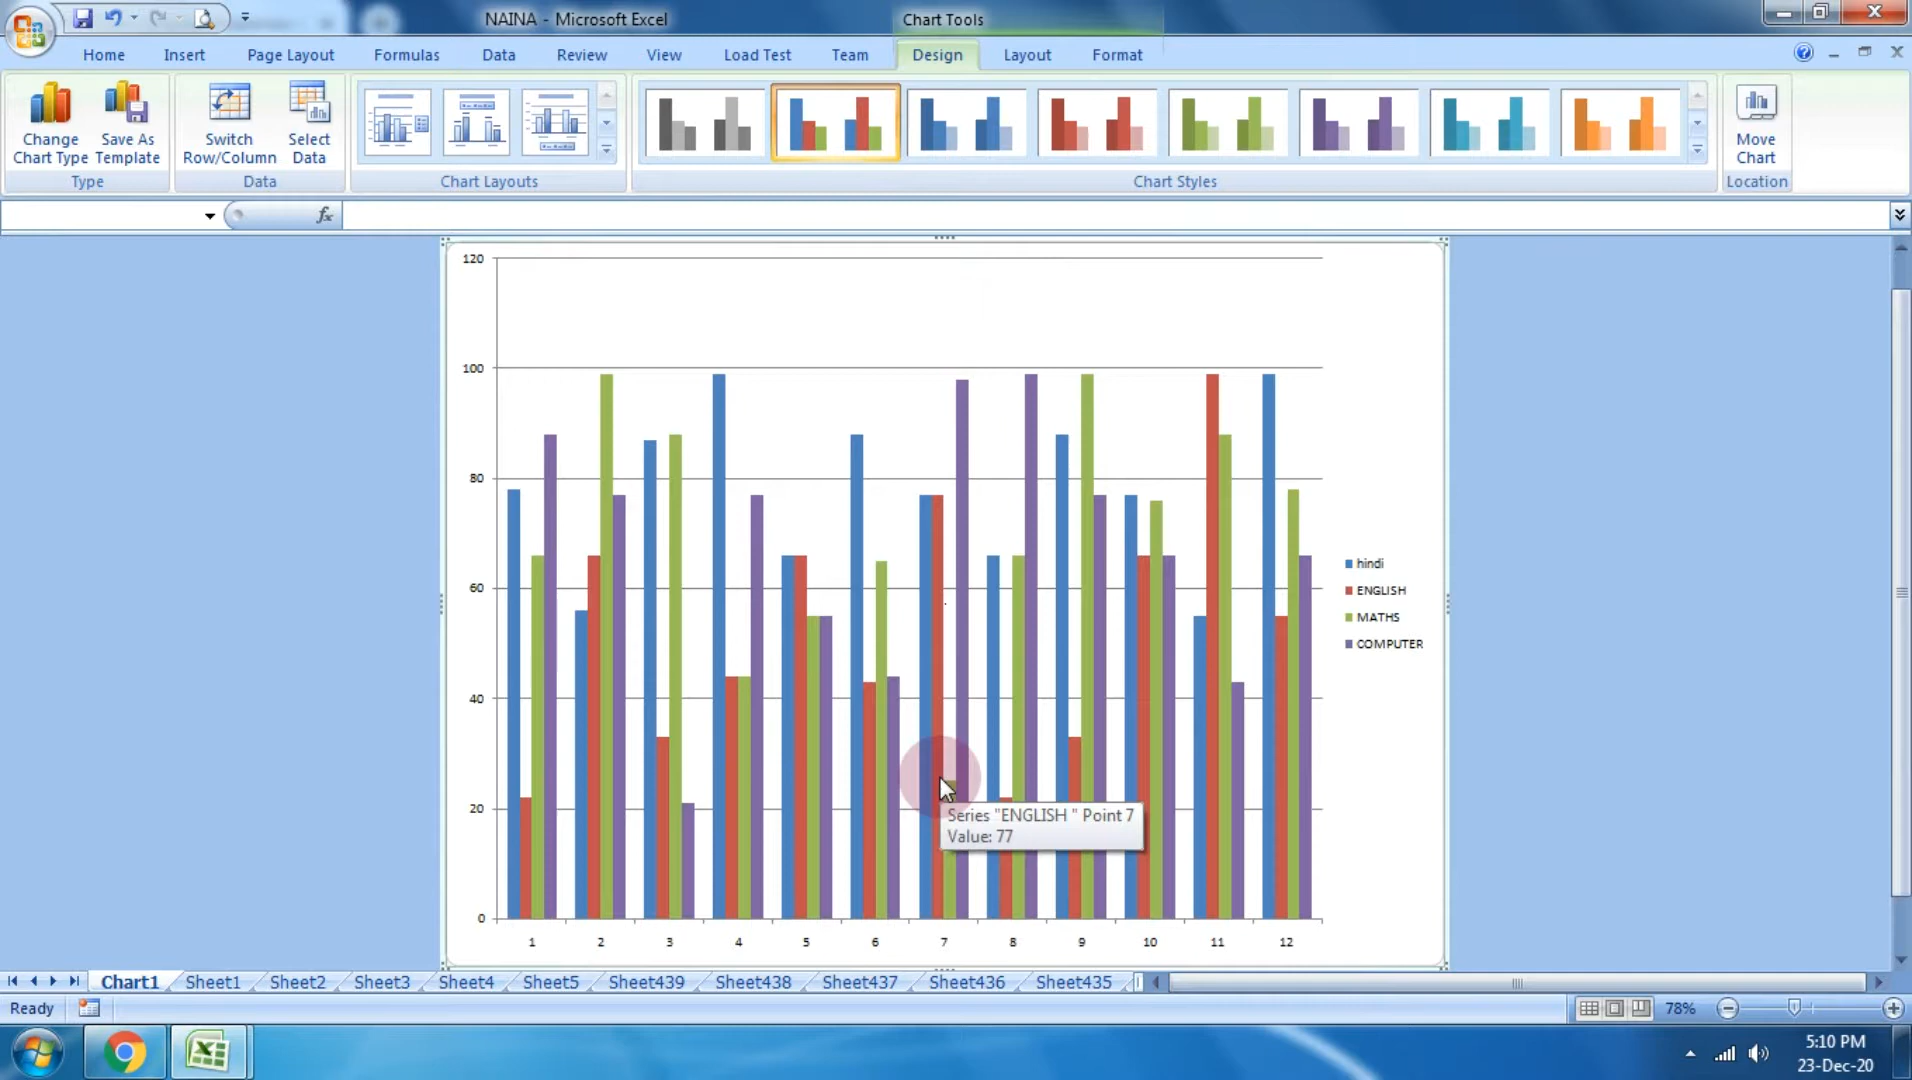 NAINA - Microsoft Excel
Chart Tools
Home Insert Page Layout Formulas Data Review View Load Test Team Design Layout Format
Change Chart Type
Save As Template
Switch Row/Column
Select Data
Move Chart
Type Data Chart Layouts Chart Styles Location
fx
120
100
80
60
40
20
0
1 2 3 4 5 6 7 8 9 10 11 12
hindi
ENGLISH
MATHS
COMPUTER
Series "ENGLISH " Point 7
Value: 77
Chart1 Sheet1 Sheet2 Sheet3 Sheet4 Sheet5 Sheet439 Sheet438 Sheet437 Sheet436 Sheet435
Ready
78%
5:10 PM
23-Dec-20